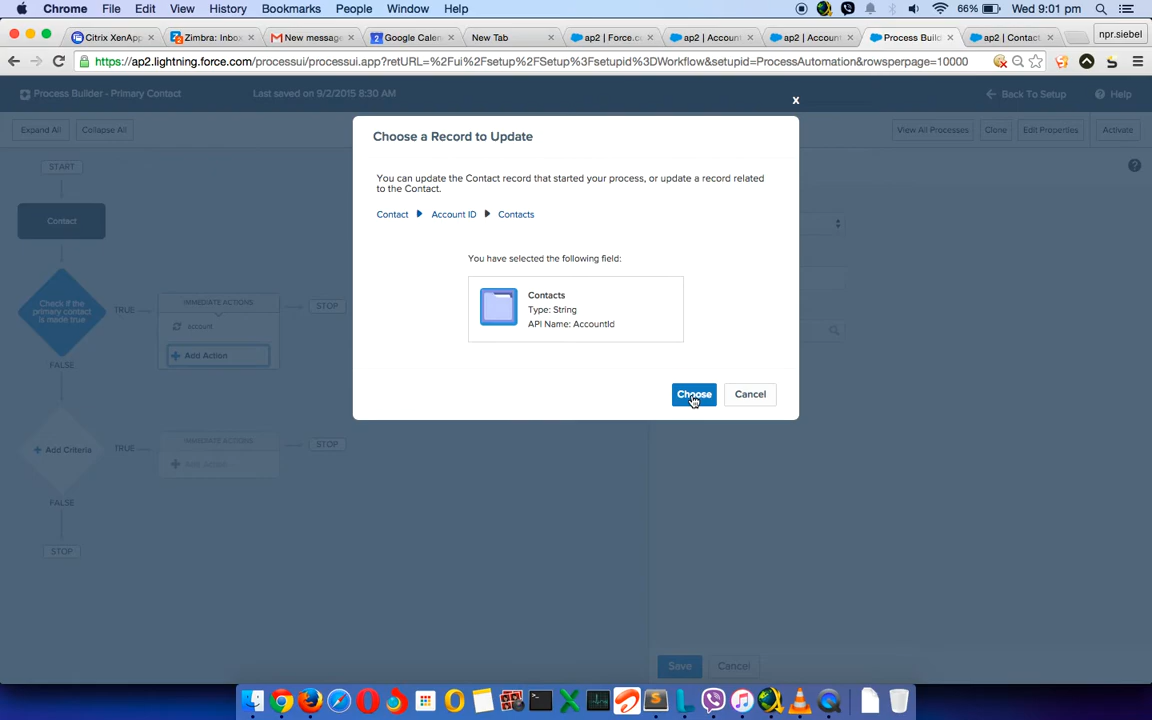 Chrome File Edit View History Bookmarks People Window Help 66% Wed 9:01 pm
Citrix XenApp Zimbra: Inbox New message Google Calen New Tab ap2 | Force.c ap2 | Account ap2 | Account Process Build ap2 | Contact npr.siebel
https://ap2.lightning.force.com/processui/processui.app?retURL=%2Fui%2Fsetup%2FSetup%3Fsetupid%3DWorkflow&setupid=ProcessAutomation&rowsperpage=10000
Process Builder - Primary Contact Last saved on 9/2/2015 8:30 AM Back To Setup Help
x
Expand All Collapse All View All Processes Clone Edit Properties Activate
Choose a Record to Update
START
You can update the Contact record that started your process, or update a record related
to the Contact.
Contact Account ID Contacts
Contact
You have selected the following field:
Contacts
Type: String
API Name: AccountId
Check if the
primary contact
is made true
TRUE IMMEDIATE ACTIONS STOP
account
+ Add Action
FALSE
Choose Cancel
+ Add Criteria TRUE IMMEDIATE ACTIONS STOP
+ Add Action
FALSE
STOP
Save Cancel